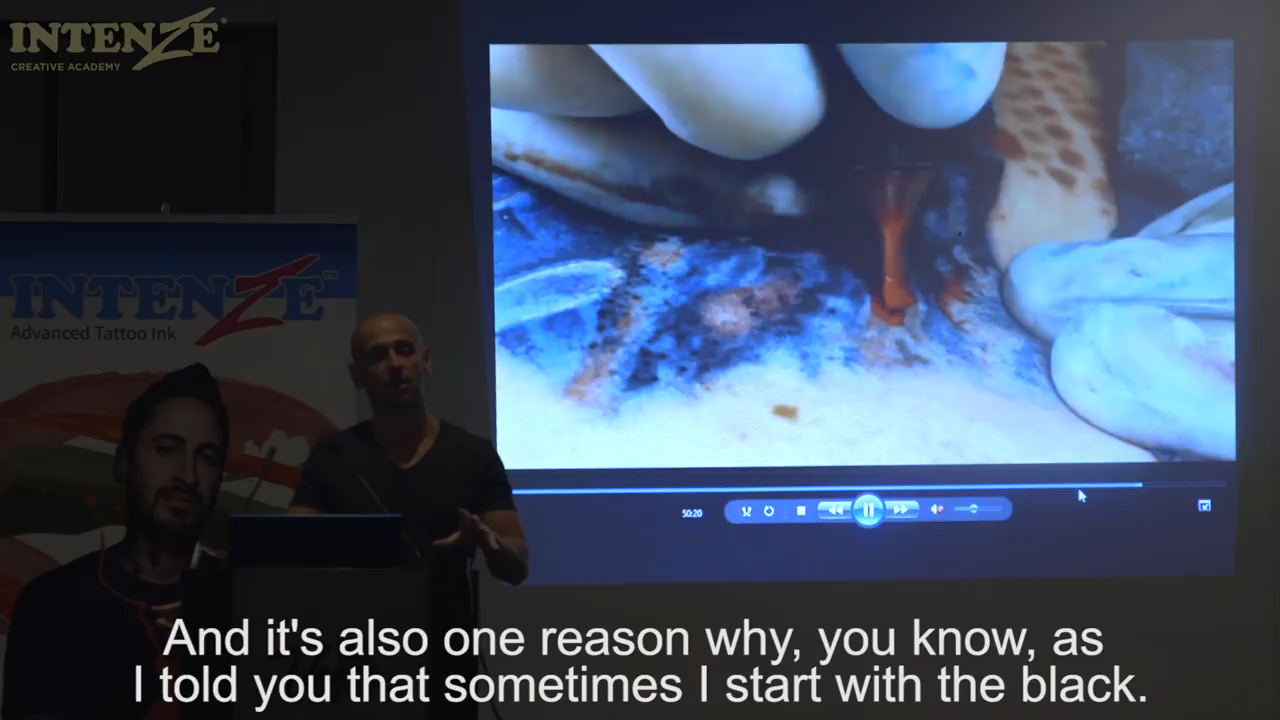 INTENZE
CREATIVE ACADEMY
INTENZE™
Advanced Tattoo Ink
50:20
And it's also one reason why, you know, as
I told you that sometimes I start with the black.